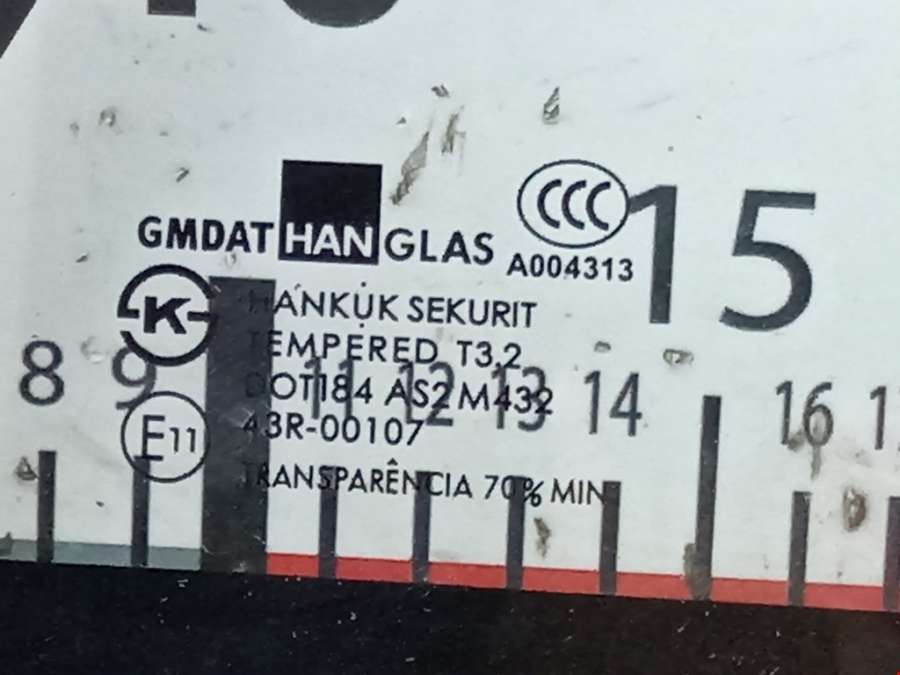 15
GMDAT HAN GLAS
CCC
A004313
K
HANKUK SEKURIT
TEMPERED T3,2
DOT184 AS2 M432
E11
43R-00107
TRANSPARÊNCIA 70% MIN
8 9 11 12 13 14 16